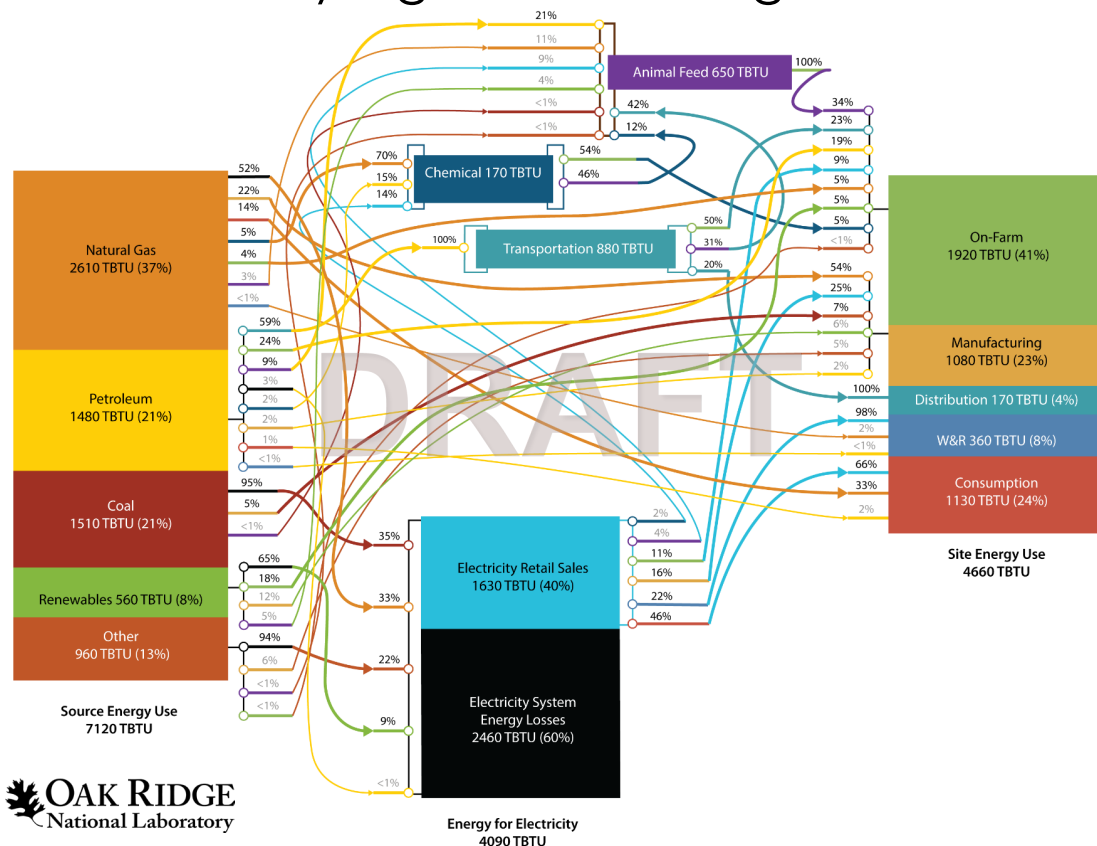 21%
11%
9%
4%
<1%
<1%
Animal Feed 650 TBTU
100%
42%
12%
34%
23%
19%
9%
5%
5%
5%
<1%
70%
15%
14%
Chemical 170 TBTU
54%
46%
100%
Transportation 880 TBTU
50%
31%
20%
52%
22%
14%
5%
4%
3%
<1%
Natural Gas
2610 TBTU (37%)
59%
24%
9%
3%
2%
2%
1%
<1%
Petroleum
1480 TBTU (21%)
95%
5%
<1%
Coal
1510 TBTU (21%)
65%
18%
12%
5%
Renewables 560 TBTU (8%)
94%
6%
<1%
<1%
Other
960 TBTU (13%)
Source Energy Use
7120 TBTU
DRAFT
35%
33%
22%
9%
<1%
Electricity Retail Sales
1630 TBTU (40%)
Electricity System
Energy Losses
2460 TBTU (60%)
2%
4%
11%
16%
22%
46%
Energy for Electricity
4090 TBTU
54%
25%
7%
6%
5%
2%
100%
98%
2%
<1%
66%
33%
2%
On-Farm
1920 TBTU (41%)
Manufacturing
1080 TBTU (23%)
Distribution 170 TBTU (4%)
W&R 360 TBTU (8%)
Consumption
1130 TBTU (24%)
Site Energy Use
4660 TBTU
OAK RIDGE
National Laboratory